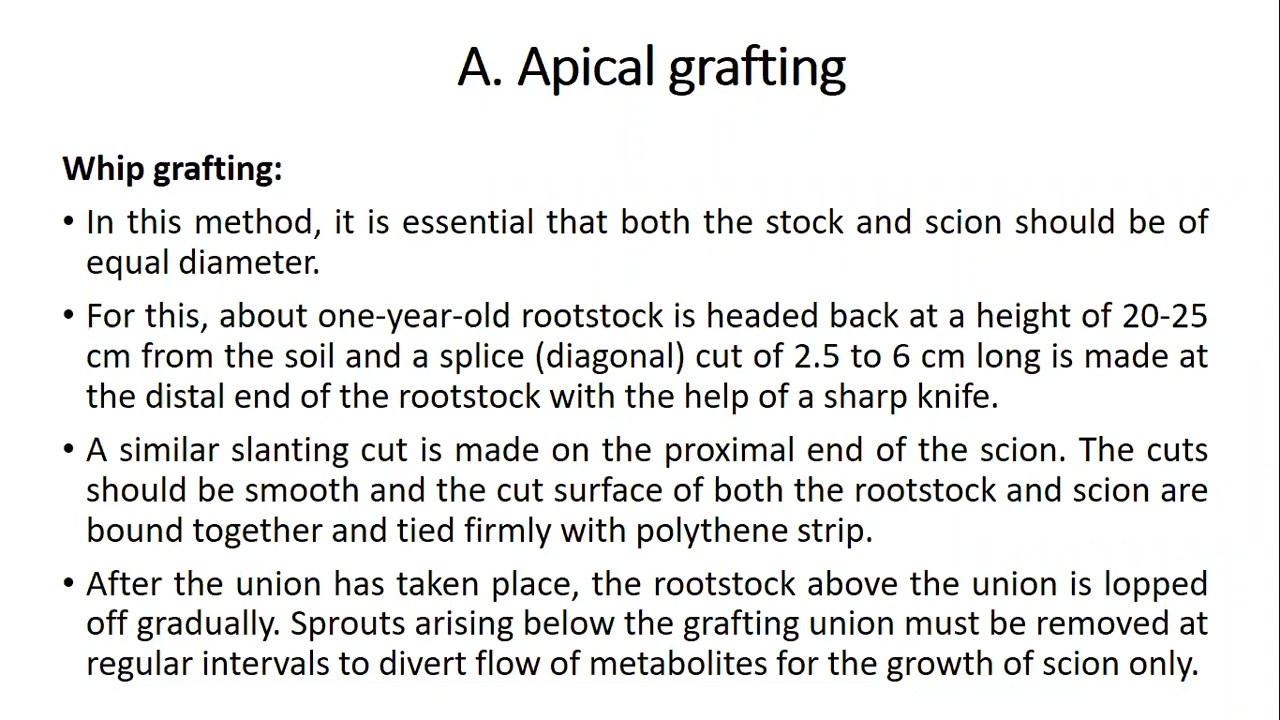 A. Apical grafting
Whip grafting:
• In this method, it is essential that both the stock and scion should be of
equal diameter.
• For this, about one-year-old rootstock is headed back at a height of 20-25
cm from the soil and a splice (diagonal) cut of 2.5 to 6 cm long is made at
the distal end of the rootstock with the help of a sharp knife.
• A similar slanting cut is made on the proximal end of the scion. The cuts
should be smooth and the cut surface of both the rootstock and scion are
bound together and tied firmly with polythene strip.
• After the union has taken place, the rootstock above the union is lopped
off gradually. Sprouts arising below the grafting union must be removed at
regular intervals to divert flow of metabolites for the growth of scion only.